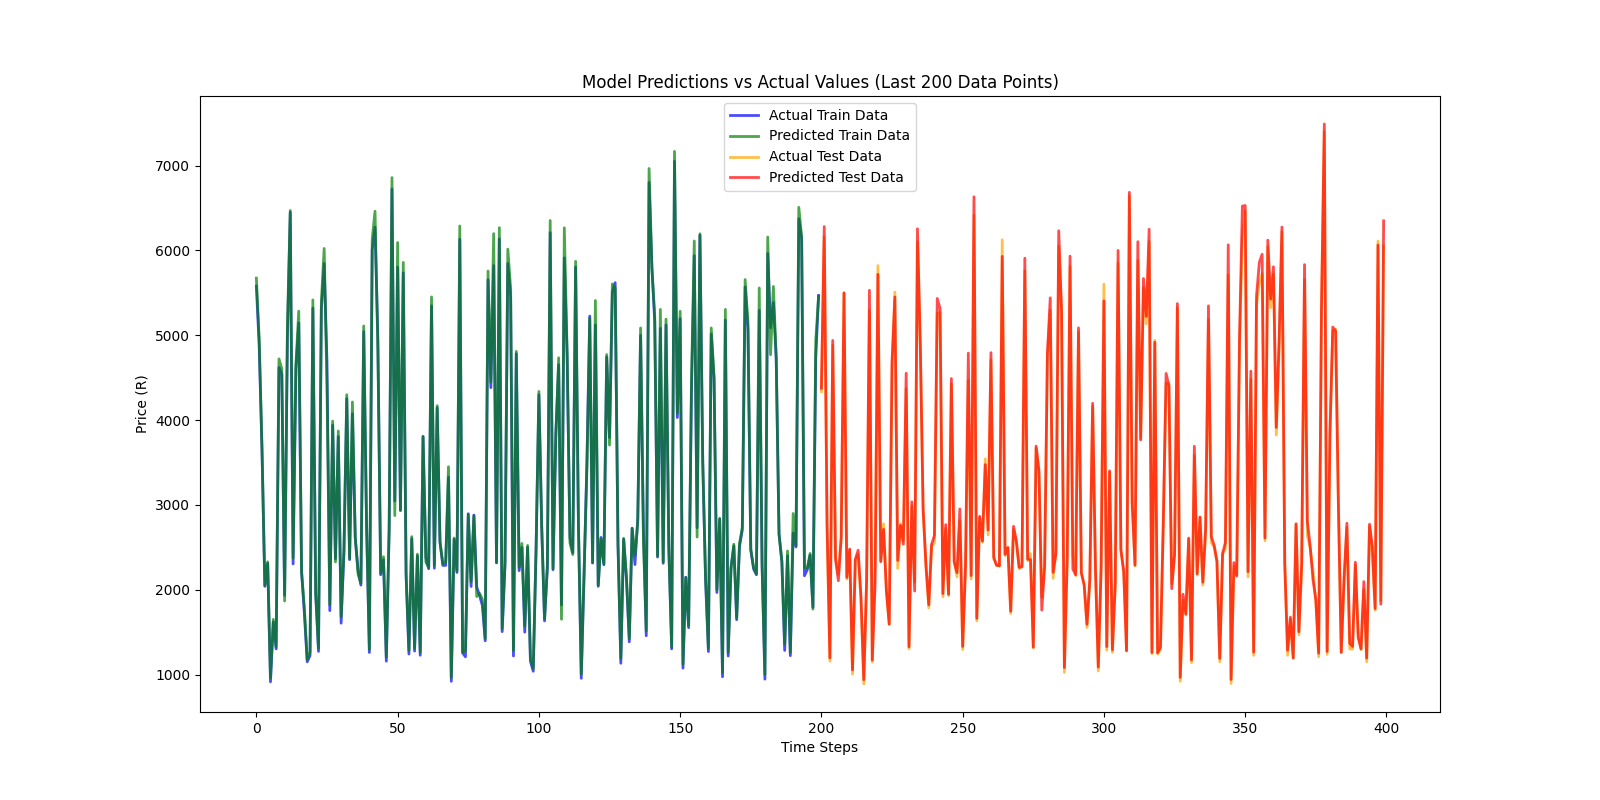 Model Predictions vs Actual Values (Last 200 Data Points)
Actual Train Data
Predicted Train Data
Actual Test Data
Predicted Test Data
Price (R)
7000
6000
5000
4000
3000
2000
1000
0 50 100 150 200 250 300 350 400
Time Steps